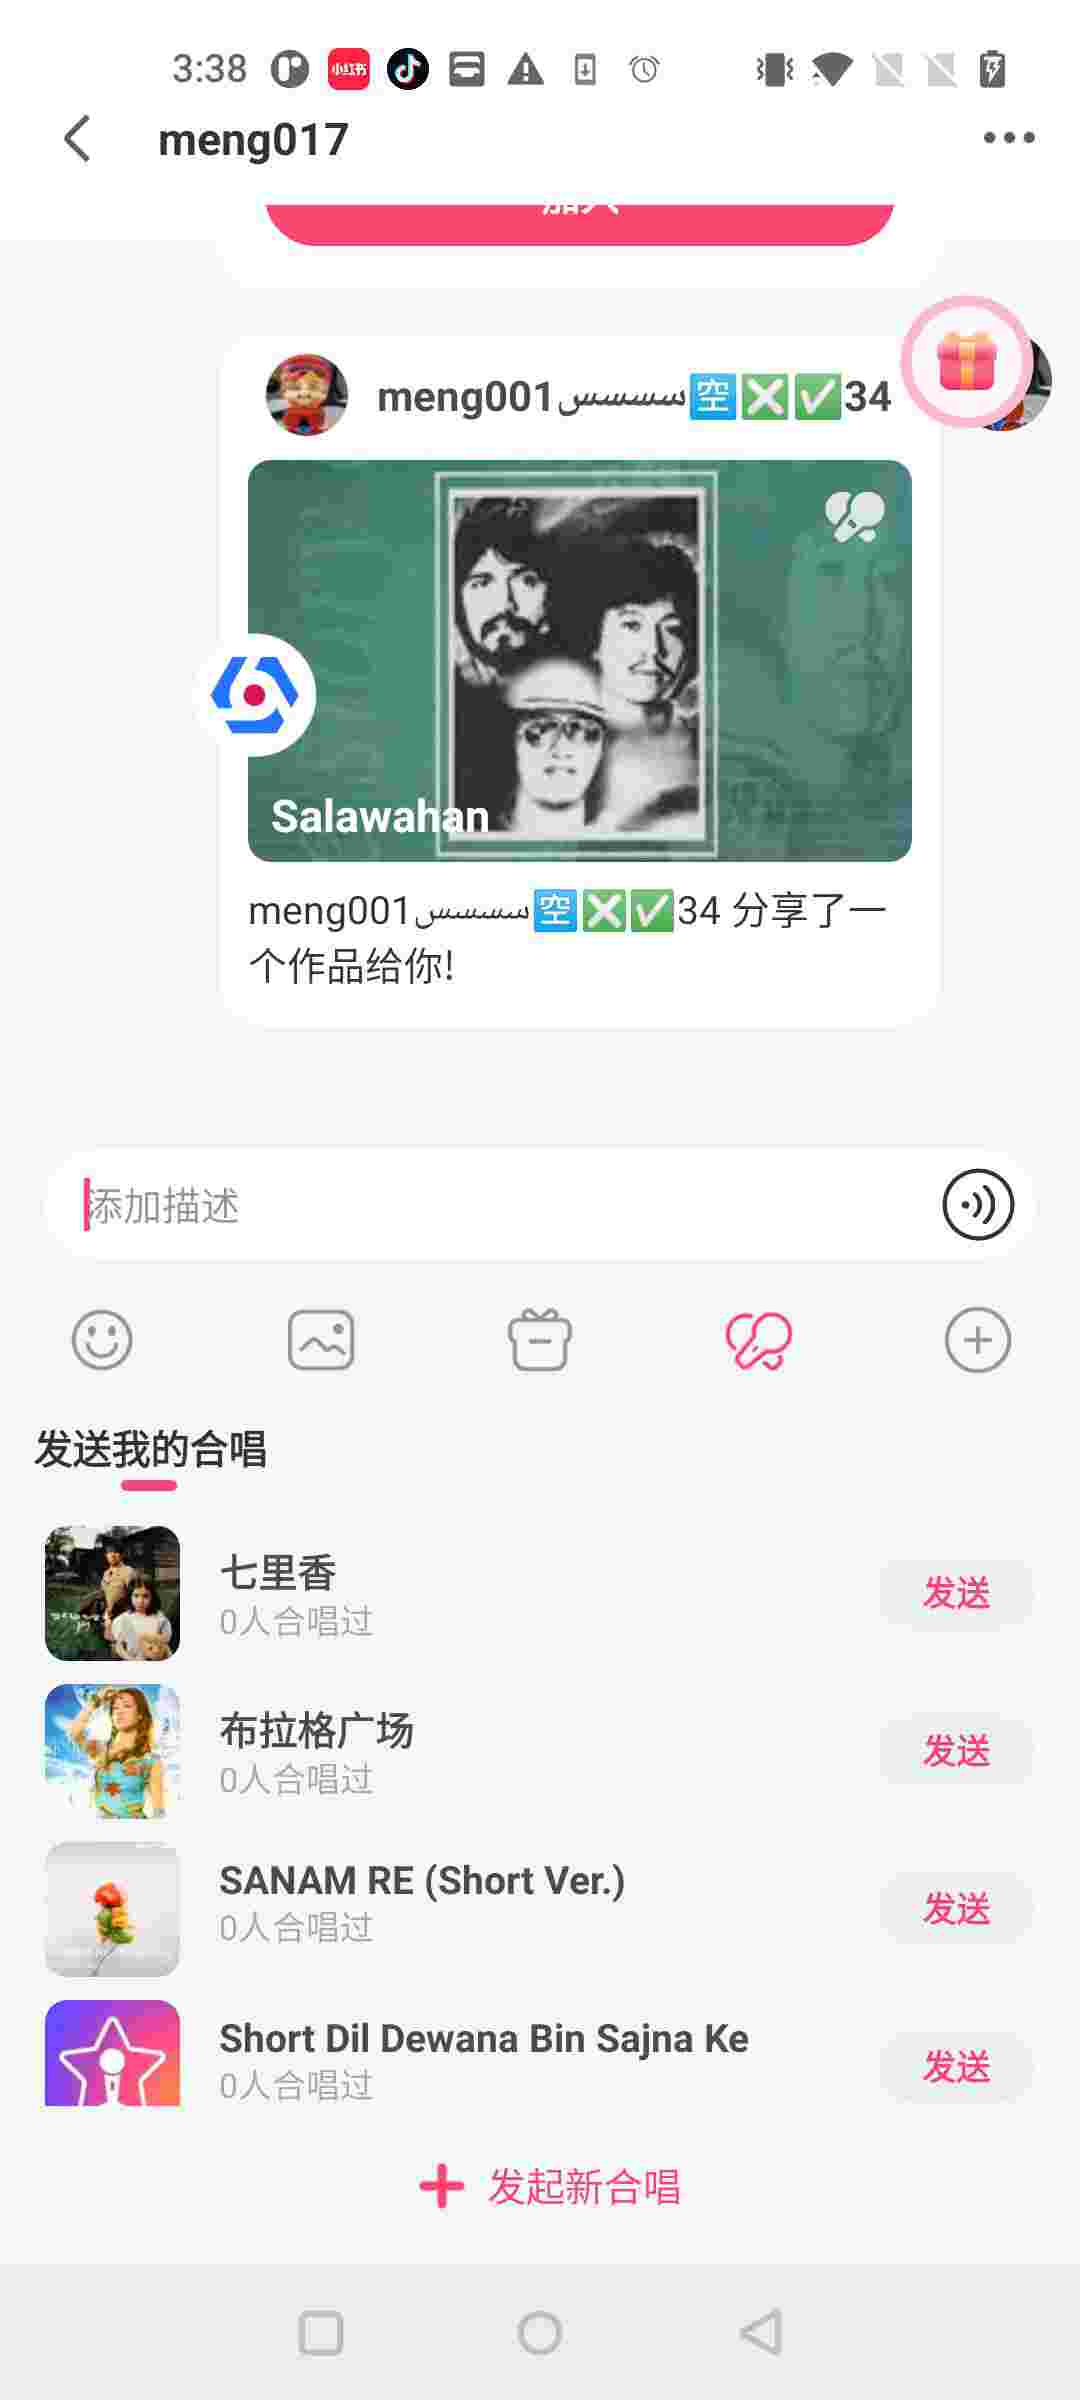 3:38
小红书
meng017
meng001سسسسس🈳❎✅34
Salawahan
meng001سسسسس🈳❎✅34 分享了一
个作品给你!
添加描述
发送我的合唱
七里香
0人合唱过
发送
布拉格广场
0人合唱过
发送
SANAM RE (Short Ver.)
0人合唱过
发送
Short Dil Dewana Bin Sajna Ke
0人合唱过
发送
发起新合唱